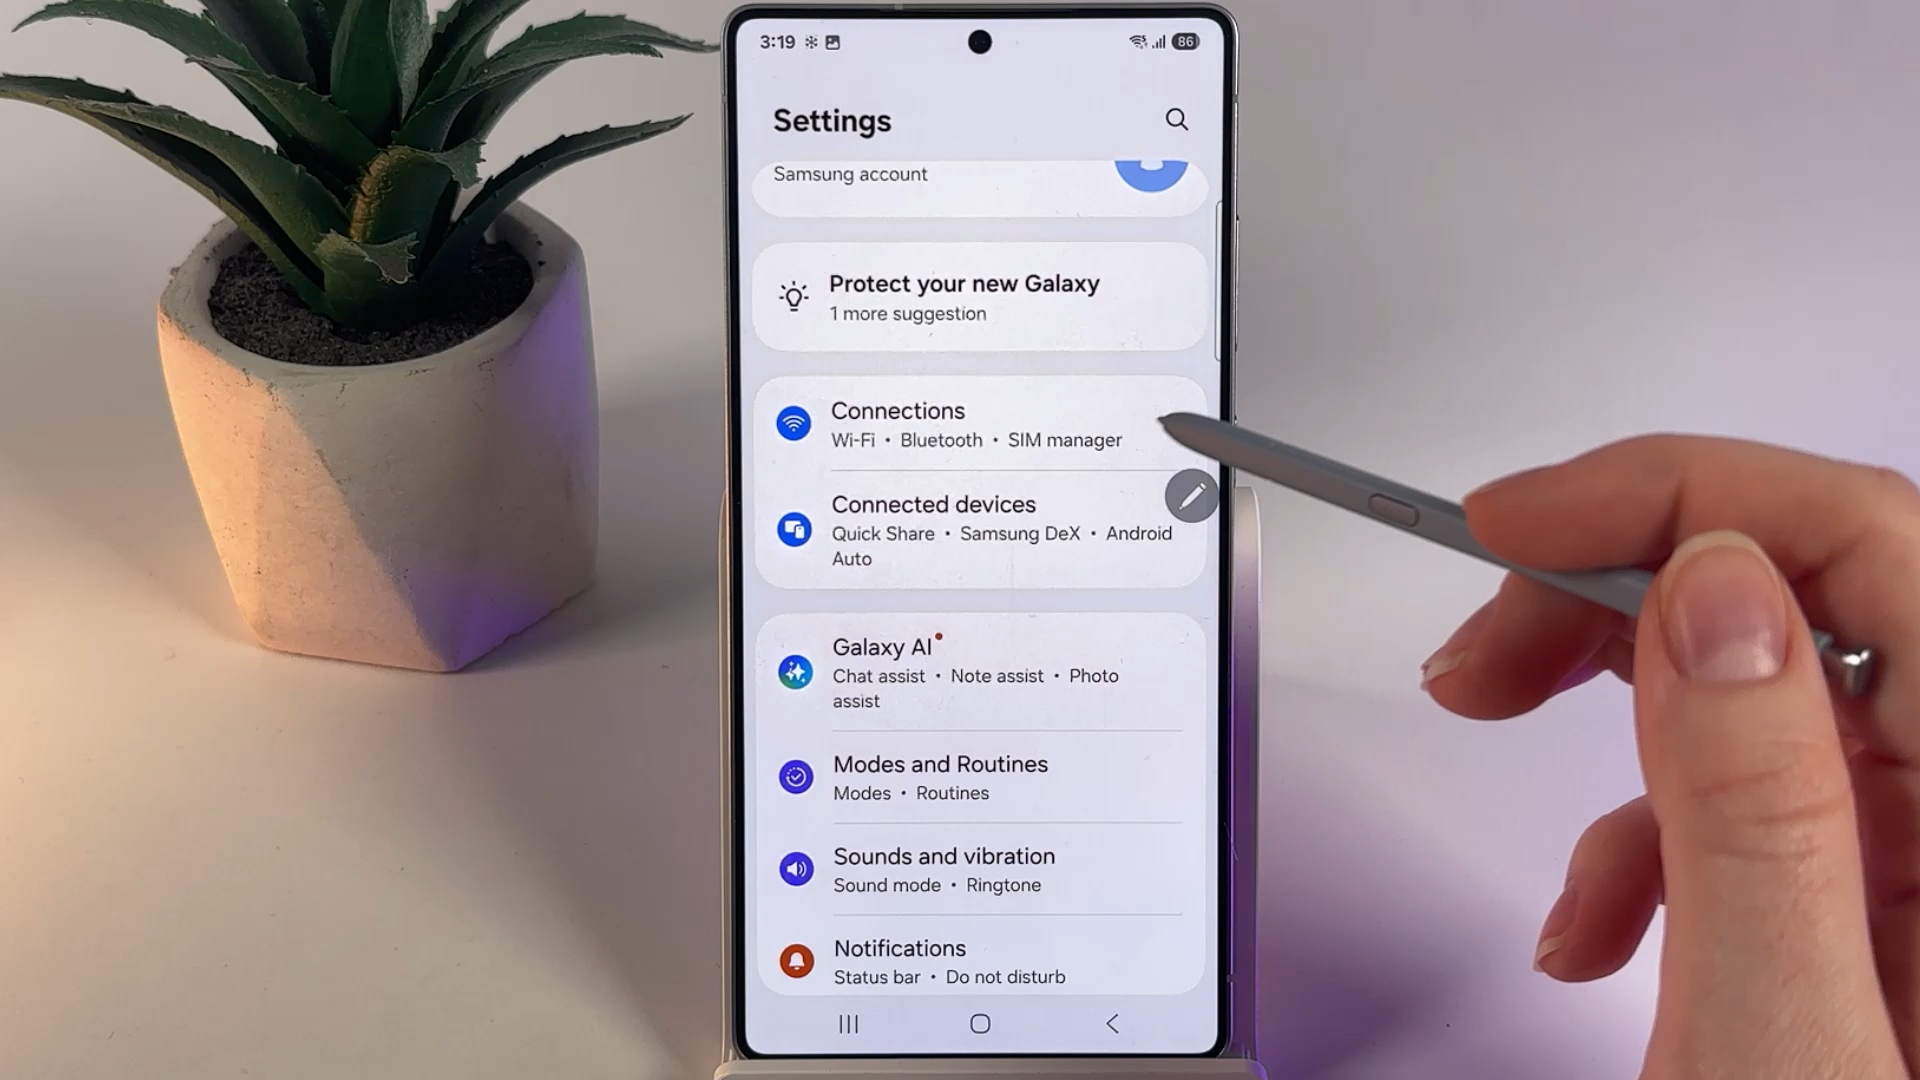 3:19
86
Settings
Samsung account
Protect your new Galaxy
1 more suggestion
Connections
Wi-Fi • Bluetooth • SIM manager
Connected devices
Quick Share • Samsung DeX • Android
Auto
Galaxy AI
Chat assist • Note assist • Photo
assist
Modes and Routines
Modes • Routines
Sounds and vibration
Sound mode • Ringtone
Notifications
Status bar • Do not disturb